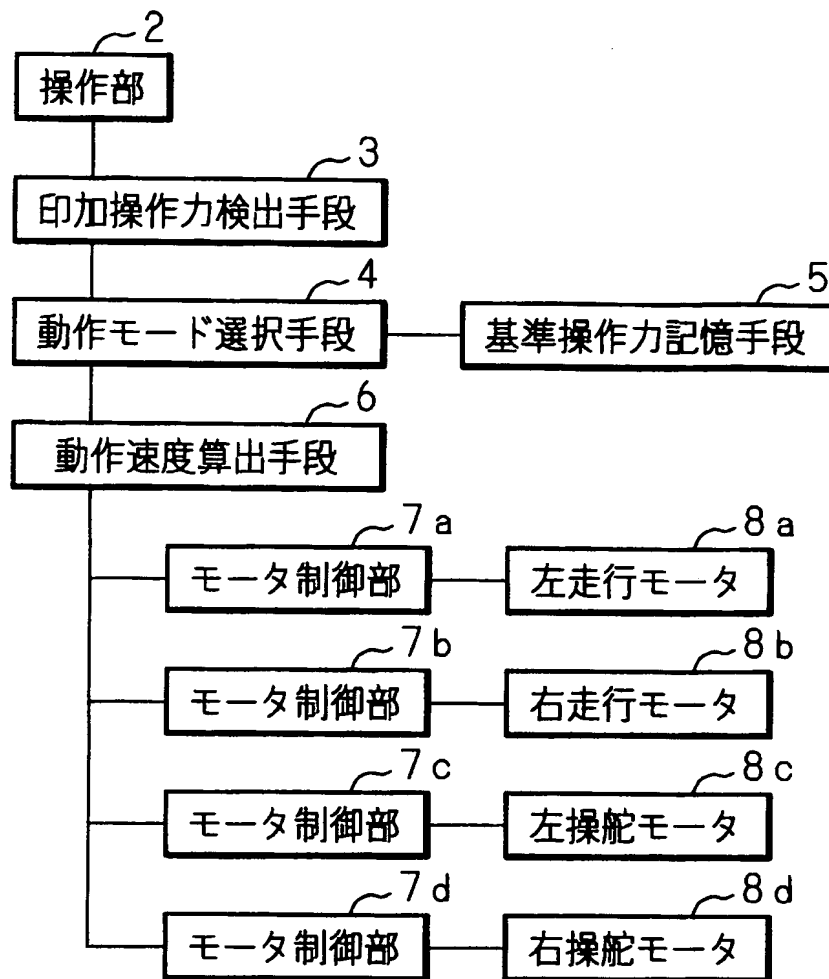 2
操作部
3
印加操作力検出手段
4
5
動作モード選択手段
基準操作力記憶手段
6
動作速度算出手段
7a
8a
モータ制御部
左走行モータ
7b
8b
モータ制御部
右走行モータ
7c
8c
モータ制御部
左操舵モータ
7d
8d
モータ制御部
右操舵モータ